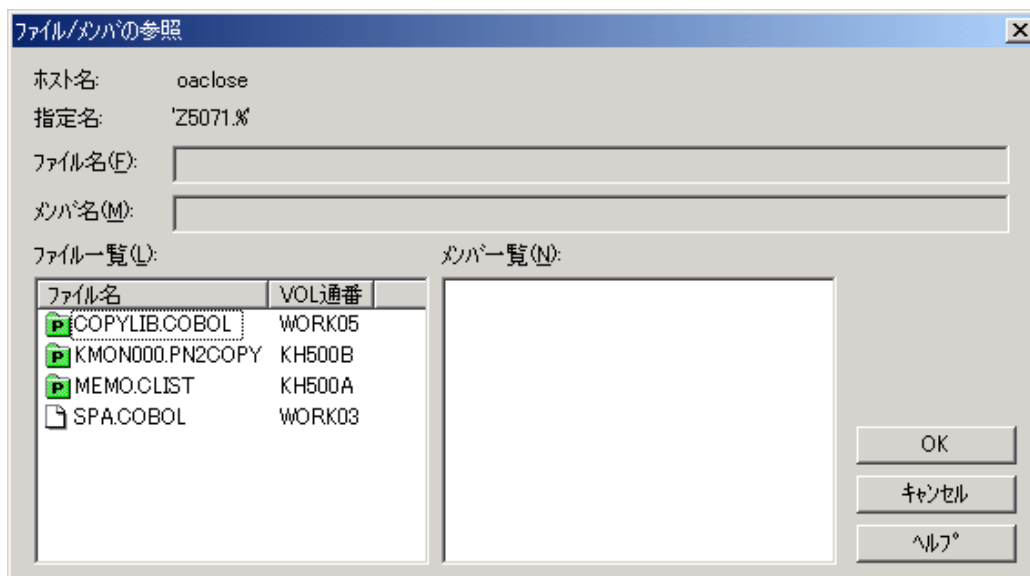 ファイル/メンバの参照
ホスト名: oaclose
指定名: 'Z5071.%'
ファイル名(F):
メンバ名(M):
ファイル一覧(L): メンバ一覧(N):
ファイル名 VOL通番
COPYLIB.COBOL WORK05
KMON000.PN2COPY KH500B
MEMO.CLIST KH500A
SPA.COBOL WORK03
OK
キャンセル
ヘルプ